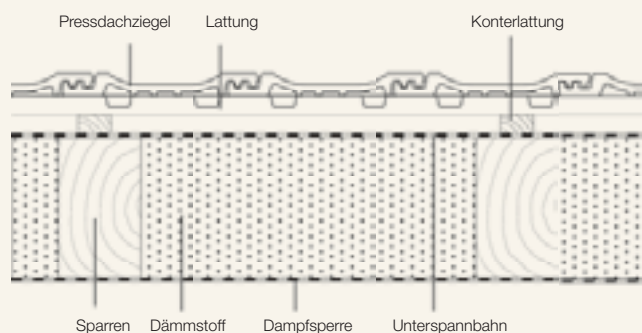 Pressdachziegel Lattung Konterlattung
Sparren Dämmstoff Dampfsperre Unterspannbahn